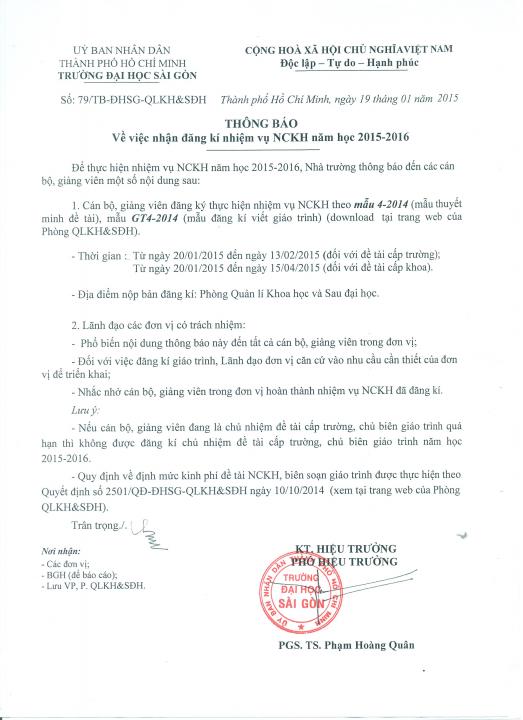 UỶ BAN NHÂN DÂN
THÀNH PHỐ HỒ CHÍ MINH
TRƯỜNG ĐẠI HỌC SÀI GÒN
CỘNG HOÀ XÃ HỘI CHỦ NGHĨA VIỆT NAM
Độc lập – Tự do – Hạnh phúc
Số: 79/TB-ĐHSG-QLKH&SĐH
Thành phố Hồ Chí Minh, ngày 19 tháng 01 năm 2015
THÔNG BÁO
Về việc nhận đăng kí nhiệm vụ NCKH năm học 2015-2016
Để thực hiện nhiệm vụ NCKH năm học 2015-2016, Nhà trường thông báo đến các cán
bộ, giảng viên một số nội dung sau:
1. Cán bộ, giảng viên đăng ký thực hiện nhiệm vụ NCKH theo mẫu 4-2014 (mẫu thuyết
minh đề tài), mẫu GT4-2014 (mẫu đăng kí viết giáo trình) (download tại trang web của
Phòng QLKH&SĐH).
- Thời gian : Từ ngày 20/01/2015 đến ngày 13/02/2015 (đối với đề tài cấp trường);
Từ ngày 20/01/2015 đến ngày 15/04/2015 (đối với đề tài cấp khoa).
- Địa điểm nộp bản đăng kí: Phòng Quản lí Khoa học và Sau đại học.
2. Lãnh đạo các đơn vị có trách nhiệm:
- Phổ biến nội dung thông báo này đến tất cả cán bộ, giảng viên trong đơn vị;
- Đối với việc đăng kí giáo trình, Lãnh đạo đơn vị căn cứ vào nhu cầu cần thiết của đơn
vị để triển khai;
- Nhắc nhở cán bộ, giảng viên trong đơn vị hoàn thành nhiệm vụ NCKH đã đăng kí.
Lưu ý:
- Nếu cán bộ, giảng viên đang là chủ nhiệm đề tài cấp trường, chủ biên giáo trình quá
hạn thì không được đăng kí chủ nhiệm đề tài cấp trường, chủ biên giáo trình năm học
2015-2016.
- Quy định về định mức kinh phí đề tài NCKH, biên soạn giáo trình được thực hiện theo
Quyết định số 2501/QĐ-ĐHSG-QLKH&SĐH ngày 10/10/2014 (xem tại trang web của Phòng
QLKH&SĐH).
Trân trọng./.
Nơi nhận:
- Các đơn vị;
- BGH (để báo cáo);
- Lưu VP, P. QLKH&SĐH.
KT. HIỆU TRƯỞNG
PHÓ HIỆU TRƯỞNG
ỦY BAN NHÂN DÂN THÀNH PHỐ HỒ CHÍ MINH
TRƯỜNG
ĐẠI HỌC
SÀI GÒN
PGS. TS. Phạm Hoàng Quân